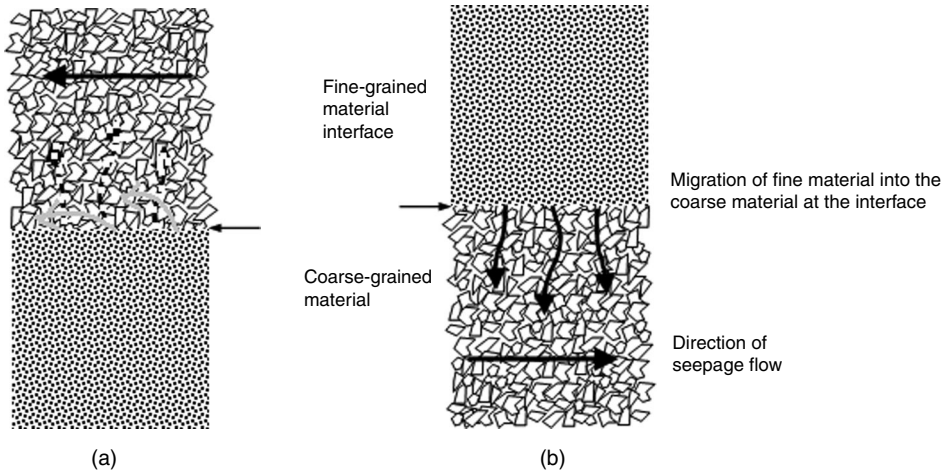 Fine-grained
material
interface
Migration of fine material into the
coarse material at the interface
Coarse-grained
material
Direction of
seepage flow
(a)
(b)